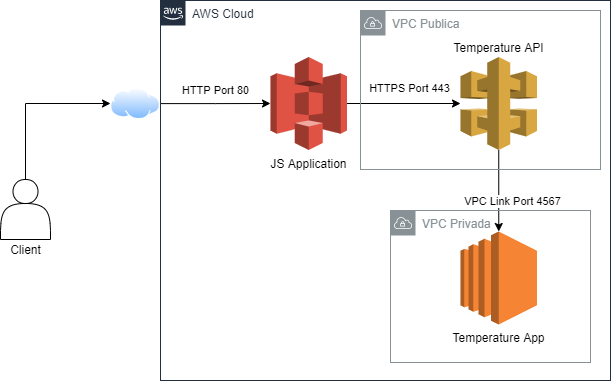 aws
AWS Cloud
VPC Publica
Temperature API
HTTP Port 80
HTTPS Port 443
JS Application
VPC Link Port 4567
VPC Privada
Client
Temperature App